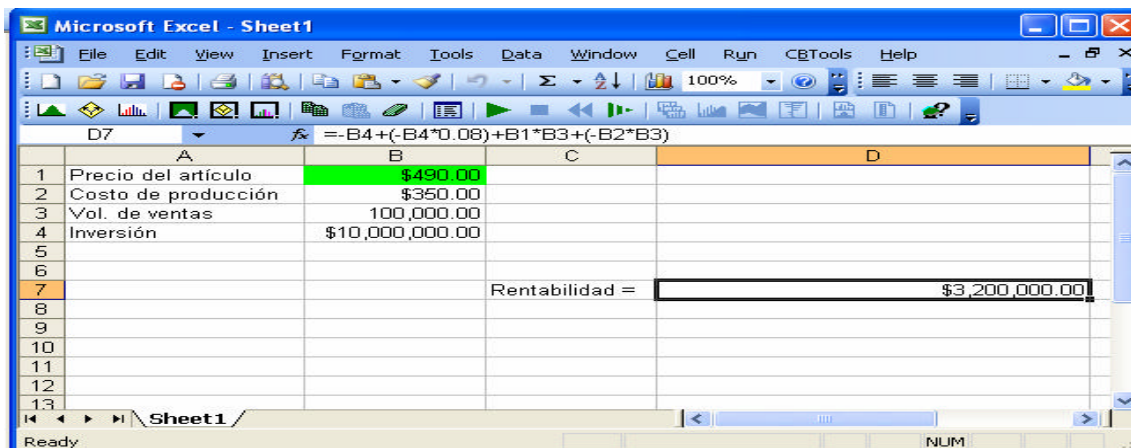 Microsoft Excel - Sheet1
File Edit View Insert Format Tools Data Window Cell Run CBTools Help
100%
D7 fx =-B4+(-B4*0.08)+B1*B3+(-B2*B3)
A B C D
1 Precio del artículo $490.00
2 Costo de producción $350.00
3 Vol. de ventas 100,000.00
4 Inversión $10,000,000.00
5
6
7 Rentabilidad = $3,200,000.00
8
9
10
11
12
13
Sheet1
Ready NUM